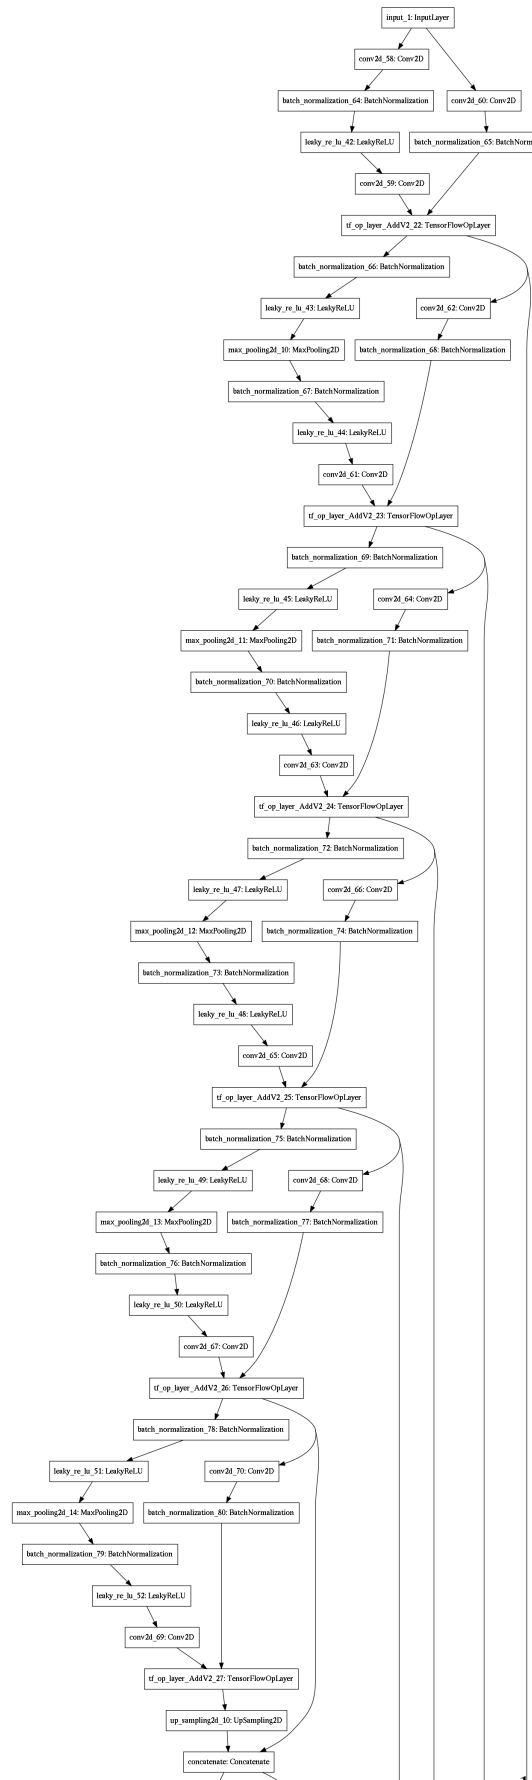 input_1: InputLayer
conv2d_58: Conv2D
batch_normalization_64: BatchNormalization
conv2d_60: Conv2D
leaky_re_lu_42: LeakyReLU
batch_normalization_65: BatchNorm
conv2d_59: Conv2D
tf_op_layer_AddV2_22: TensorFlowOpLayer
batch_normalization_66: BatchNormalization
leaky_re_lu_43: LeakyReLU
conv2d_62: Conv2D
max_pooling2d_10: MaxPooling2D
batch_normalization_68: BatchNormalization
batch_normalization_67: BatchNormalization
leaky_re_lu_44: LeakyReLU
conv2d_61: Conv2D
tf_op_layer_AddV2_23: TensorFlowOpLayer
batch_normalization_69: BatchNormalization
leaky_re_lu_45: LeakyReLU
conv2d_64: Conv2D
max_pooling2d_11: MaxPooling2D
batch_normalization_71: BatchNormalization
batch_normalization_70: BatchNormalization
leaky_re_lu_46: LeakyReLU
conv2d_63: Conv2D
tf_op_layer_AddV2_24: TensorFlowOpLayer
batch_normalization_72: BatchNormalization
leaky_re_lu_47: LeakyReLU
conv2d_66: Conv2D
max_pooling2d_12: MaxPooling2D
batch_normalization_74: BatchNormalization
batch_normalization_73: BatchNormalization
leaky_re_lu_48: LeakyReLU
conv2d_65: Conv2D
tf_op_layer_AddV2_25: TensorFlowOpLayer
batch_normalization_75: BatchNormalization
leaky_re_lu_49: LeakyReLU
conv2d_68: Conv2D
max_pooling2d_13: MaxPooling2D
batch_normalization_77: BatchNormalization
batch_normalization_76: BatchNormalization
leaky_re_lu_50: LeakyReLU
conv2d_67: Conv2D
tf_op_layer_AddV2_26: TensorFlowOpLayer
batch_normalization_78: BatchNormalization
leaky_re_lu_51: LeakyReLU
conv2d_70: Conv2D
max_pooling2d_14: MaxPooling2D
batch_normalization_80: BatchNormalization
batch_normalization_79: BatchNormalization
leaky_re_lu_52: LeakyReLU
conv2d_69: Conv2D
tf_op_layer_AddV2_27: TensorFlowOpLayer
up_sampling2d_10: UpSampling2D
concatenate: Concatenate